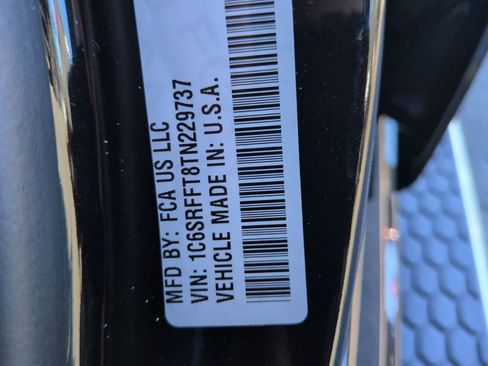 MFD BY: FCA US LLC
VIN: 1C6SRFFT8TN229737
VEHICLE MADE IN: U.S.A.